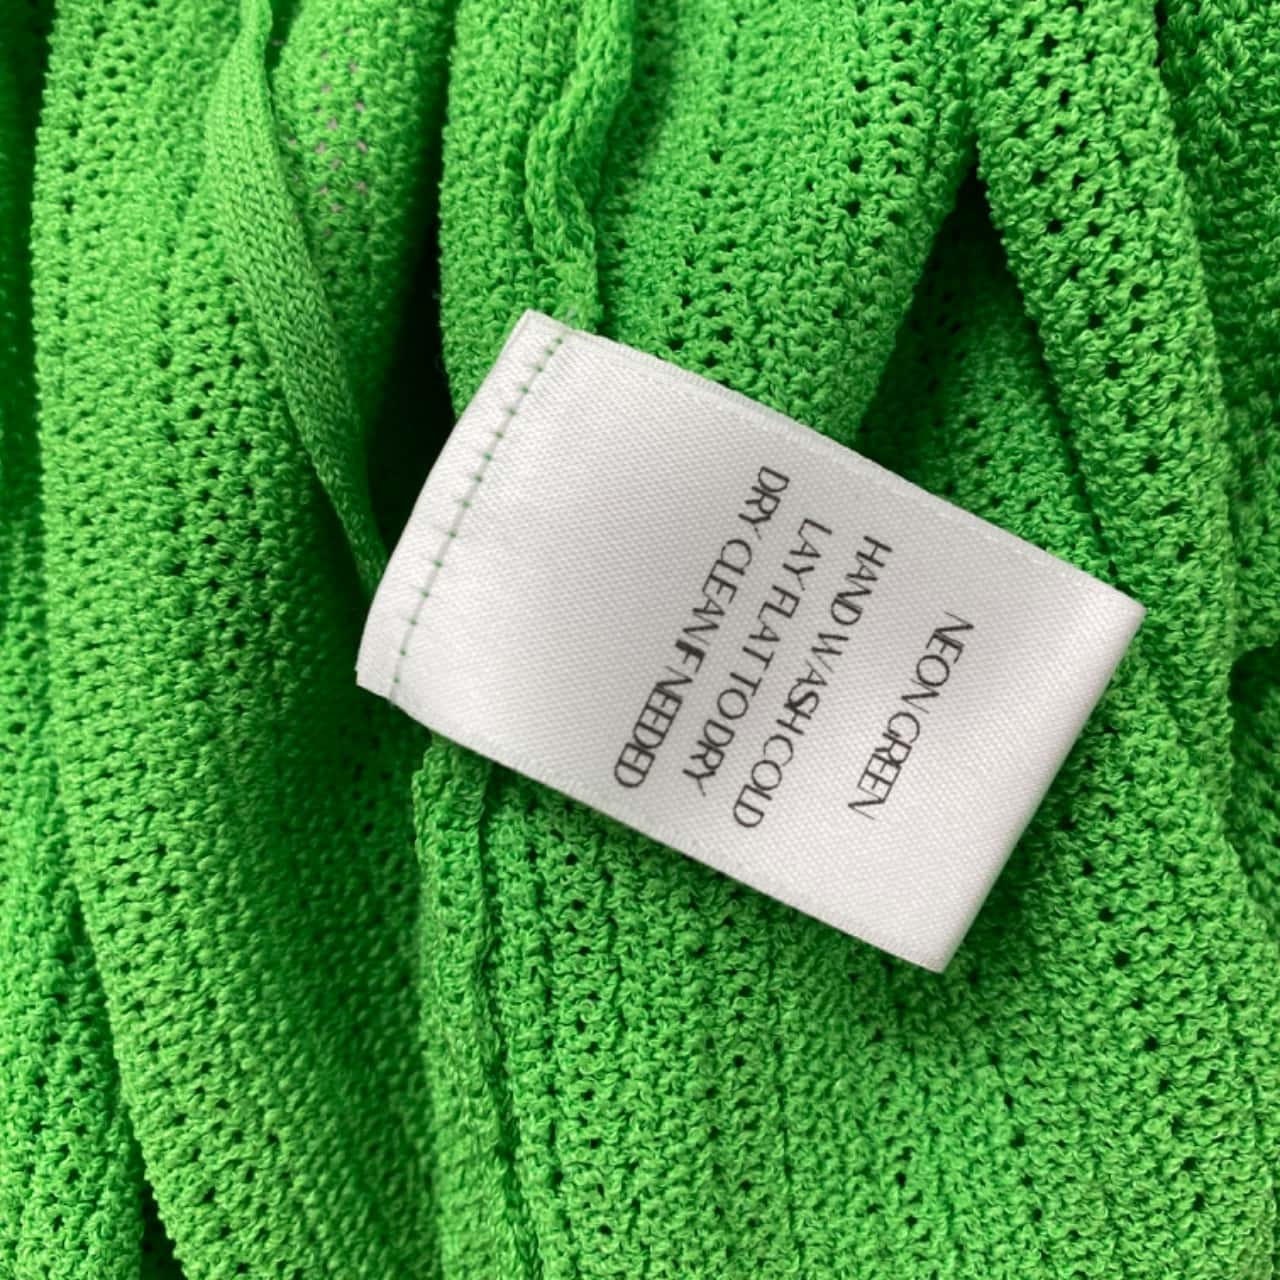 NEON GREEN
HAND WASH COLD
LAY FLAT TO DRY
DRY CLEAN IF NEEDED